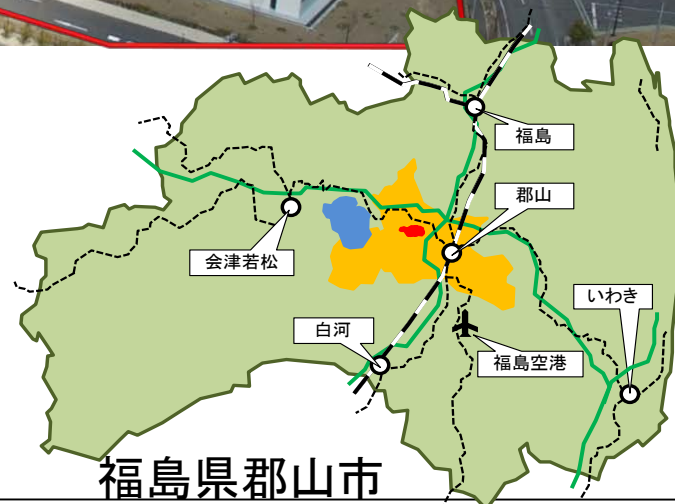 福島
郡山
会津若松
いわき
白河
福島空港
福島県郡山市